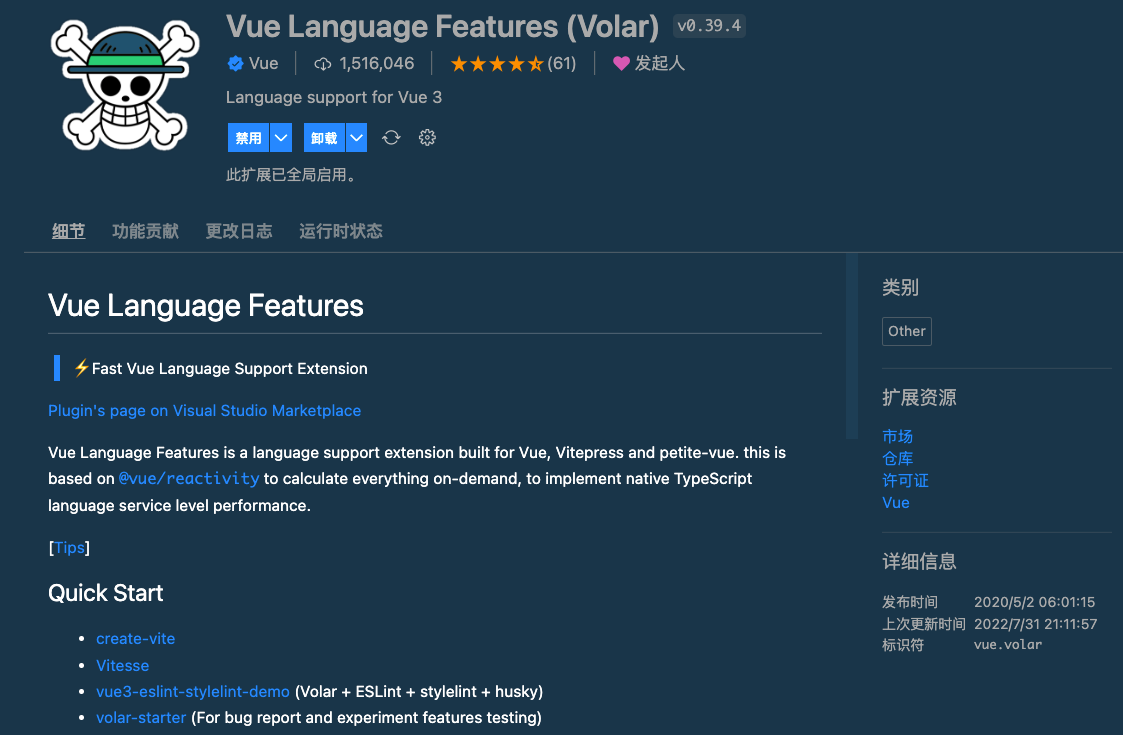 Vue Language Features (Volar) v0.39.4
Vue 1,516,046 (61) 发起人
Language support for Vue 3
禁用 卸载
此扩展已全局启用。
细节 功能贡献 更改日志 运行时状态
Vue Language Features
⚡Fast Vue Language Support Extension
Plugin's page on Visual Studio Marketplace
Vue Language Features is a language support extension built for Vue, Vitepress and petite-vue. this is
based on @vue/reactivity to calculate everything on-demand, to implement native TypeScript
language service level performance.
[Tips]
Quick Start
• create-vite
• Vitesse
• vue3-eslint-stylelint-demo (Volar + ESLint + stylelint + husky)
• volar-starter (For bug report and experiment features testing)
类别
Other
扩展资源
市场
仓库
许可证
Vue
详细信息
发布时间 2020/5/2 06:01:15
上次更新时间 2022/7/31 21:11:57
标识符 vue.volar